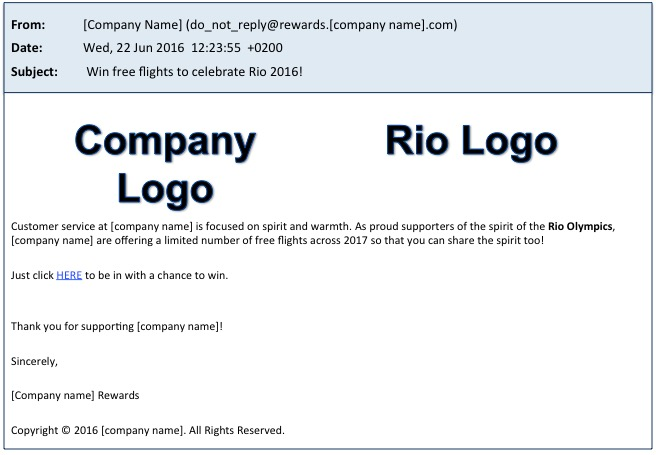 From: [Company Name] (do_not_reply@rewards.[company name].com)
Date: Wed, 22 Jun 2016 12:23:55 +0200
Subject: Win free flights to celebrate Rio 2016!
Company Logo
Rio Logo
Customer service at [company name] is focused on spirit and warmth. As proud supporters of the spirit of the Rio Olympics,
[company name] are offering a limited number of free flights across 2017 so that you can share the spirit too!
Just click HERE to be in with a chance to win.
Thank you for supporting [company name]!
Sincerely,
[Company name] Rewards
Copyright © 2016 [company name]. All Rights Reserved.